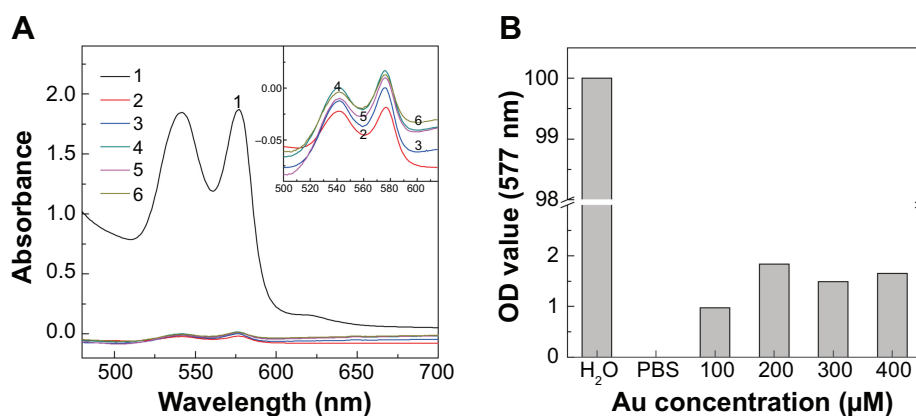 A
Absorbance
2.0
1.5
1.0
0.5
0.0
1
2
3
4
5
6
1
0.00
−0.05
4
5
2
6
3
500 520 540 560 580 600
500 550 600 650 700
Wavelength (nm)
B
OD value (577 nm)
100
99
98
2
1
0
H₂O PBS 100 200 300 400
Au concentration (µM)